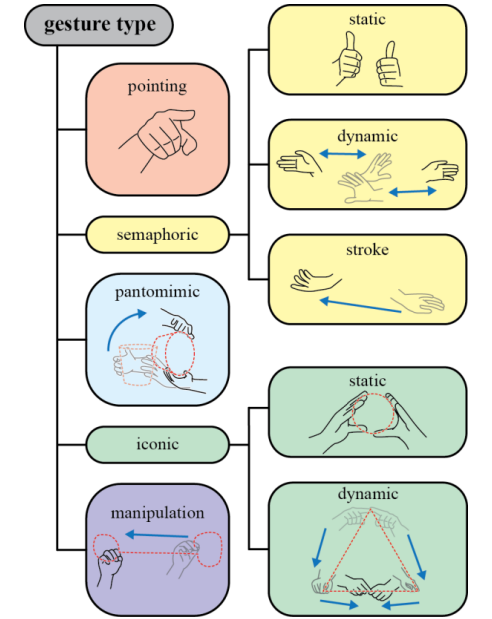 gesture type
pointing
semaphoric
static
dynamic
stroke
pantomimic
iconic
static
dynamic
manipulation